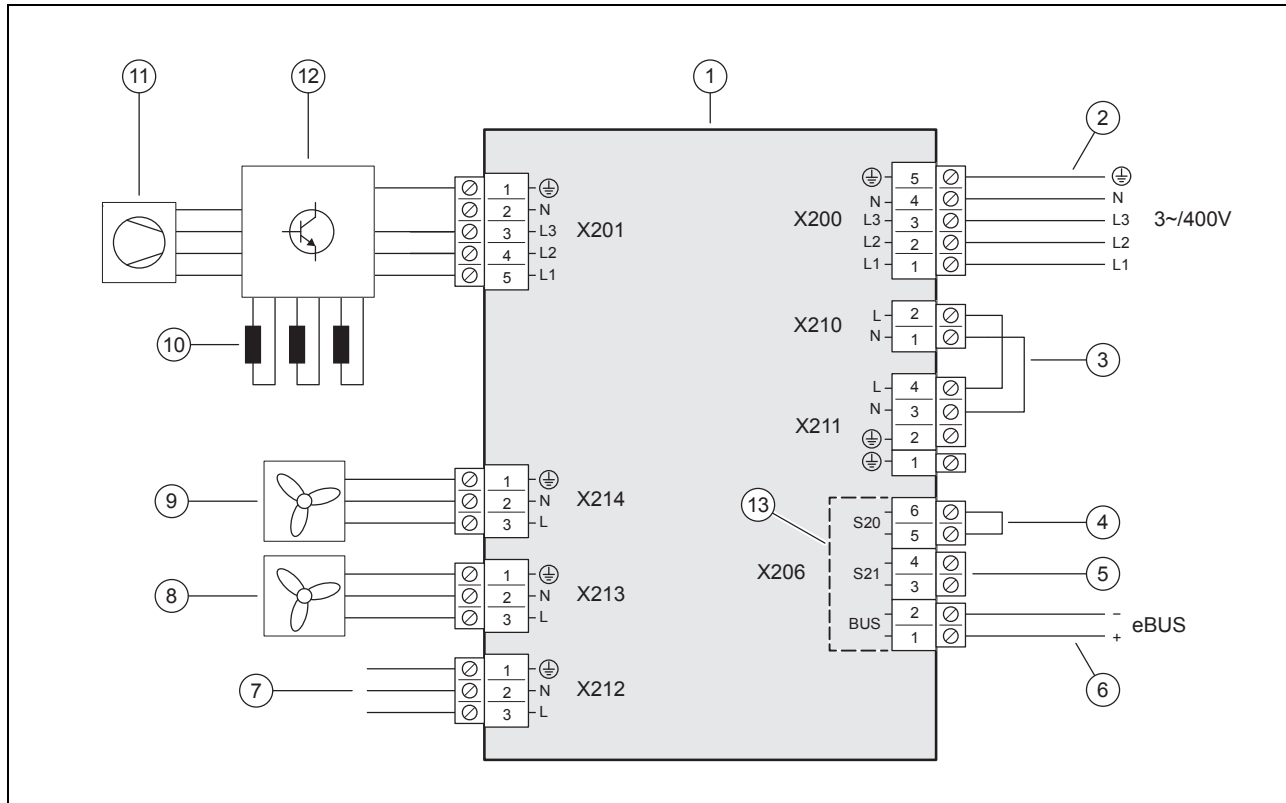 11
12
1
2
1
2 N
3 L3
4 L2
5 L1
X201
X200
5
N 4 N
L3 3 L3
L2 2 L2
L1 1 L1
3~/400V
X210
L 2
N 1
3
10
X211
L 4
N 3
2
1
9
1
2 N
3 L
X214
13
X206
S20
6
5
4
S21
4
3
5
BUS
2 −
1 +
eBUS
6
8
1
2 N
3 L
X213
7
1
2 N
3 L
X212